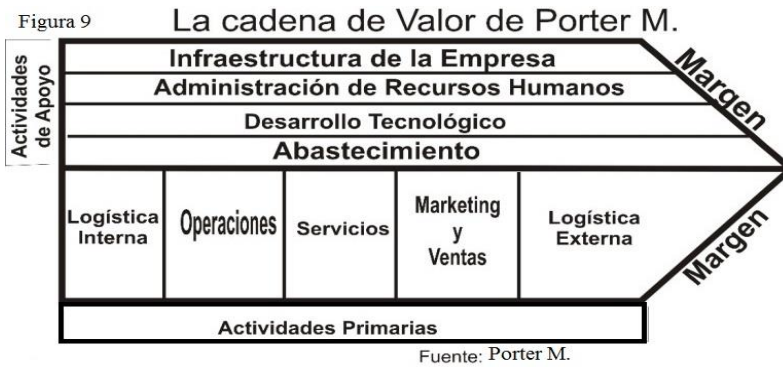 Figura 9
La cadena de Valor de Porter M.
Actividades
de Apoyo
Infraestructura de la Empresa
Administración de Recursos Humanos
Desarrollo Tecnológico
Abastecimiento
Margen
Logística
Interna
Operaciones
Servicios
Marketing
y
Ventas
Logística
Externa
Margen
Actividades Primarias
Fuente: Porter M.